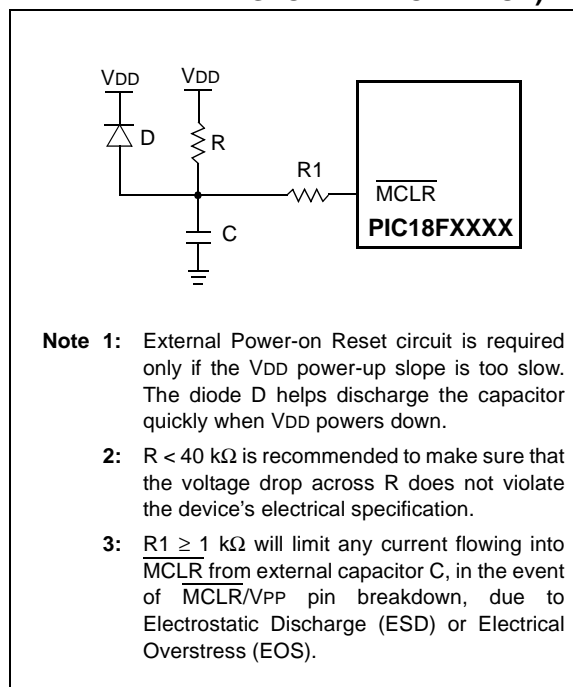 VDD VDD
D
R
R1
C
MCLR
PIC18FXXXX
Note 1: External Power-on Reset circuit is required
only if the VDD power-up slope is too slow.
The diode D helps discharge the capacitor
quickly when VDD powers down.
2: R < 40 kΩ is recommended to make sure that
the voltage drop across R does not violate
the device's electrical specification.
3: R1 ≥ 1 kΩ will limit any current flowing into
MCLR from external capacitor C, in the event
of MCLR/VPP pin breakdown, due to
Electrostatic Discharge (ESD) or Electrical
Overstress (EOS).